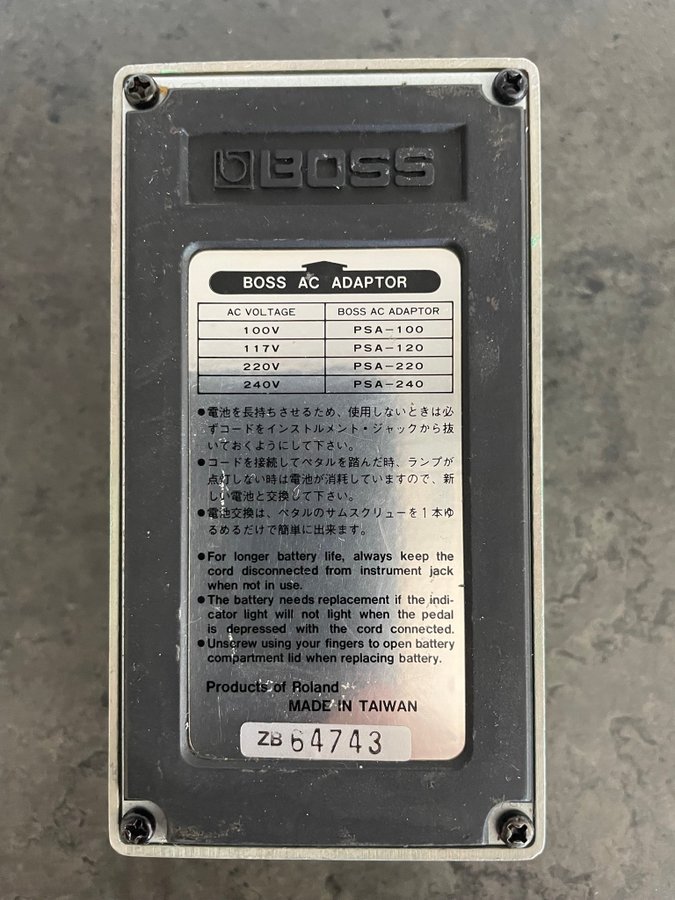 BOSS
BOSS AC ADAPTOR
AC VOLTAGE BOSS AC ADAPTOR
100V PSA-100
117V PSA-120
220V PSA-220
240V PSA-240
●電池を長持ちさせるため、使用しないときは必
ずコードをインストルメント・ジャックから抜
いておくようにして下さい。
●コードを接続してペタルを踏んだ時、ランプが
点灯しない時は電池が消耗していますので、新
しい電池と交換して下さい。
●電池交換は、ペタルのサムスクリューを1本ゆ
るめるだけで簡単に出来ます。
●For longer battery life, always keep the
cord disconnected from instrument jack
when not in use.
●The battery needs replacement if the indi-
cator light will not light when the pedal
is depressed with the cord connected.
●Unscrew using your fingers to open battery
compartment lid when replacing battery.
Products of Roland
MADE IN TAIWAN
ZB 64743